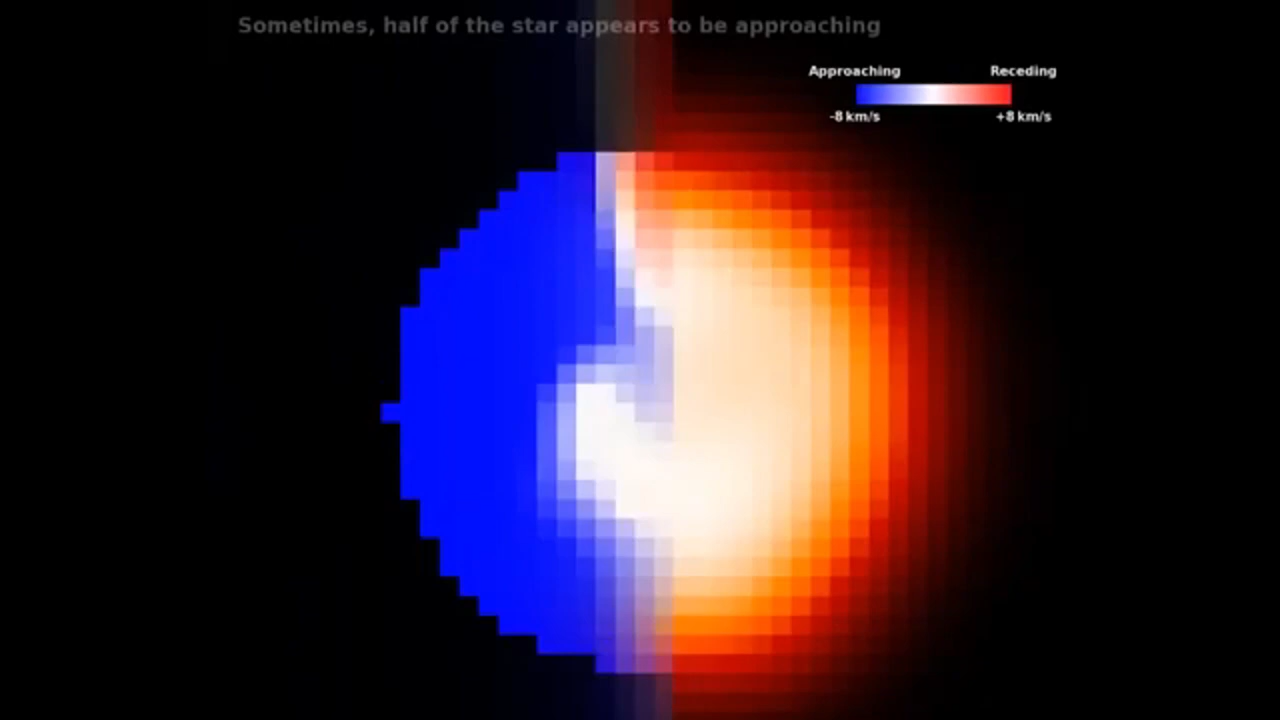 Sometimes, half of the star appears to be approaching
Approaching Receding
-8 km/s +8 km/s